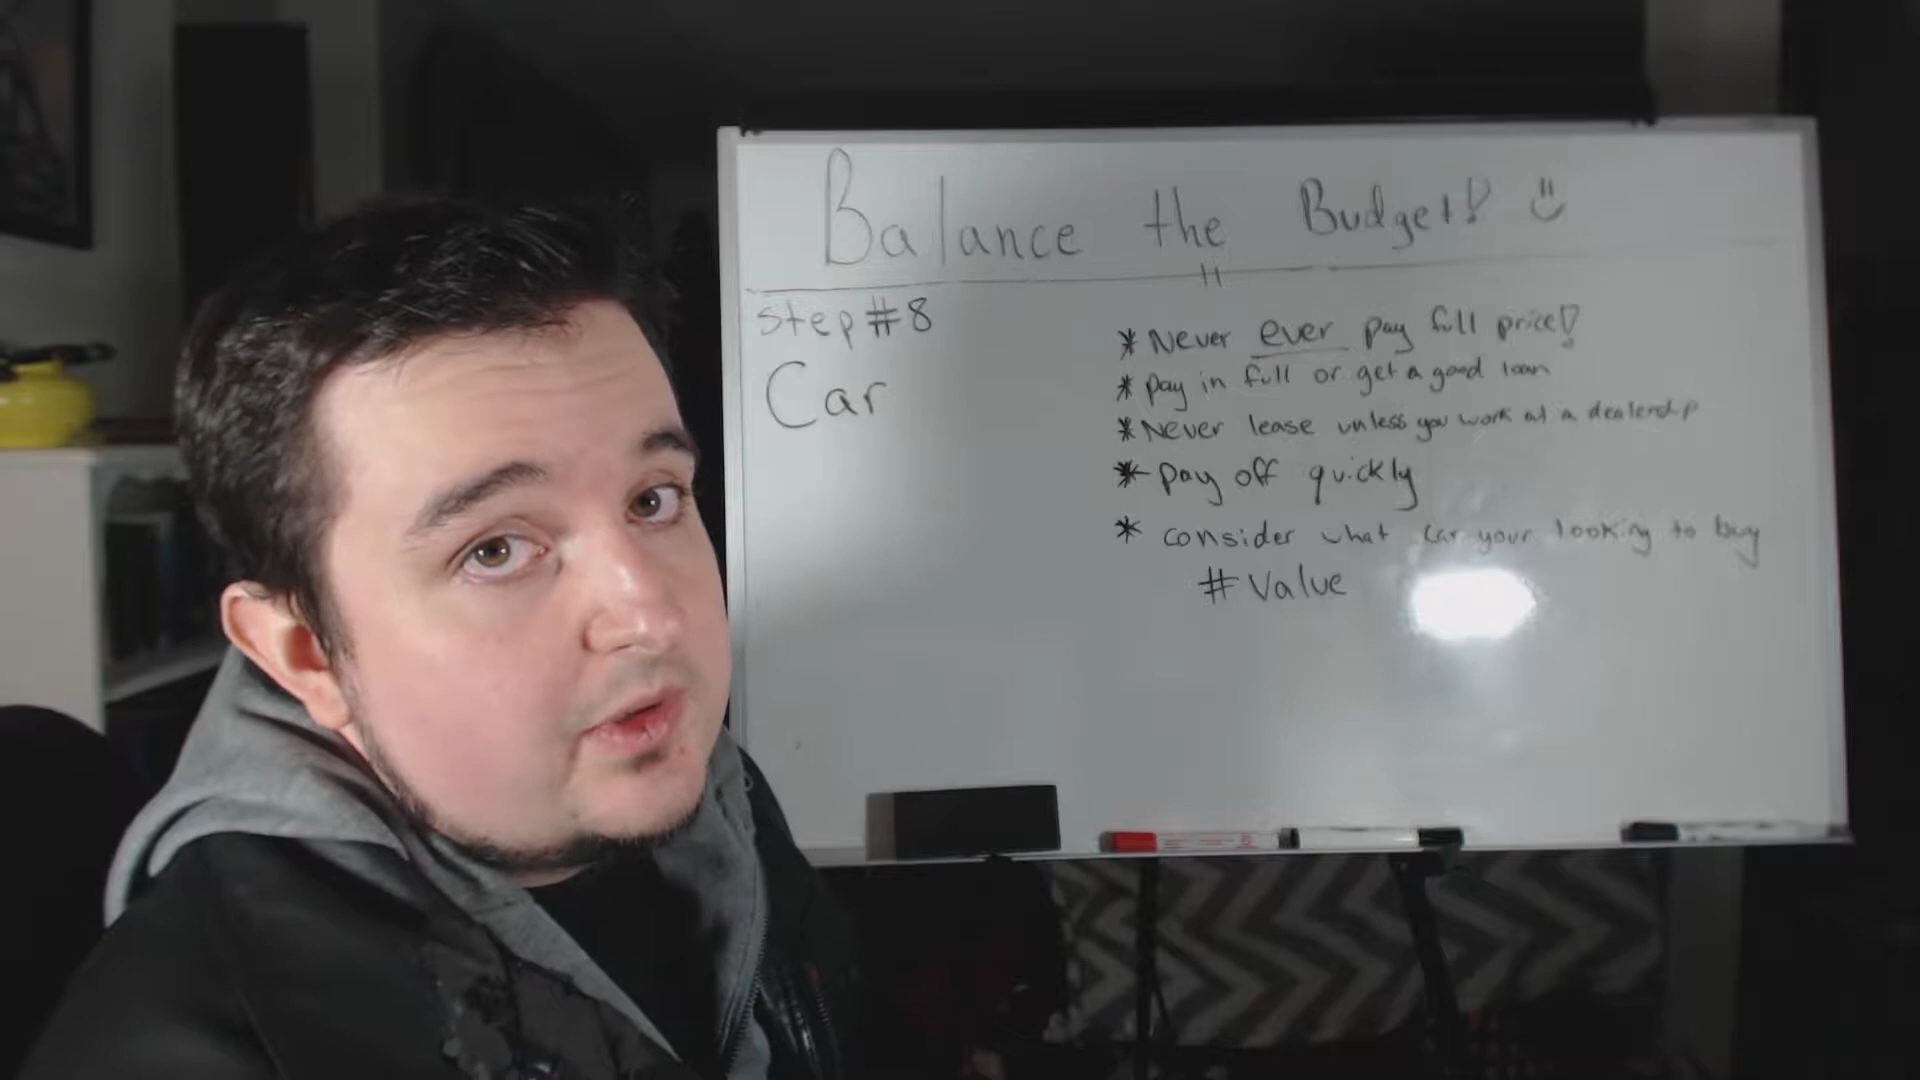 Balance the Budget! :)
step #8
Car
* Never ever pay full price!
* pay in full or get a good loan
* Never lease unless you work at a dealership
* pay off quickly
* consider what car your looking to buy
# Value